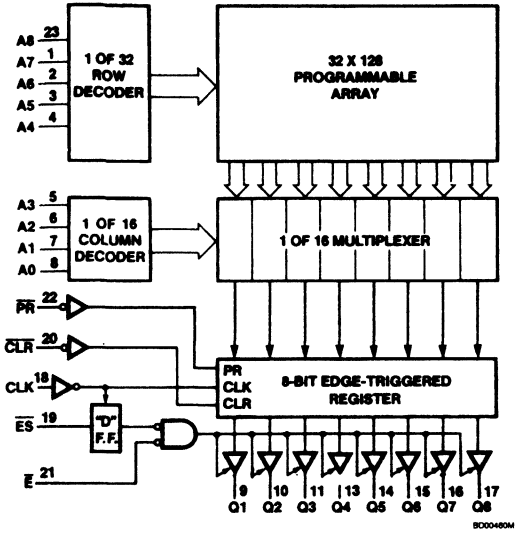 A8 23
A7 1
A6 2
A5 3
A4 4
1 OF 32
ROW
DECODER
32 X 128
PROGRAMMABLE
ARRAY
A3 5
A2 6
A1 7
A0 8
1 OF 16
COLUMN
DECODER
1 OF 16 MULTIPLEXER
PR 22
CLR 20
CLK 18
ES 19
E 21
"D"
F.F.
PR
CLK
CLR
8-BIT EDGE-TRIGGERED
REGISTER
9 10 11 13 14 15 16 17
Q1 Q2 Q3 Q4 Q5 Q6 Q7 Q8
BD00460M